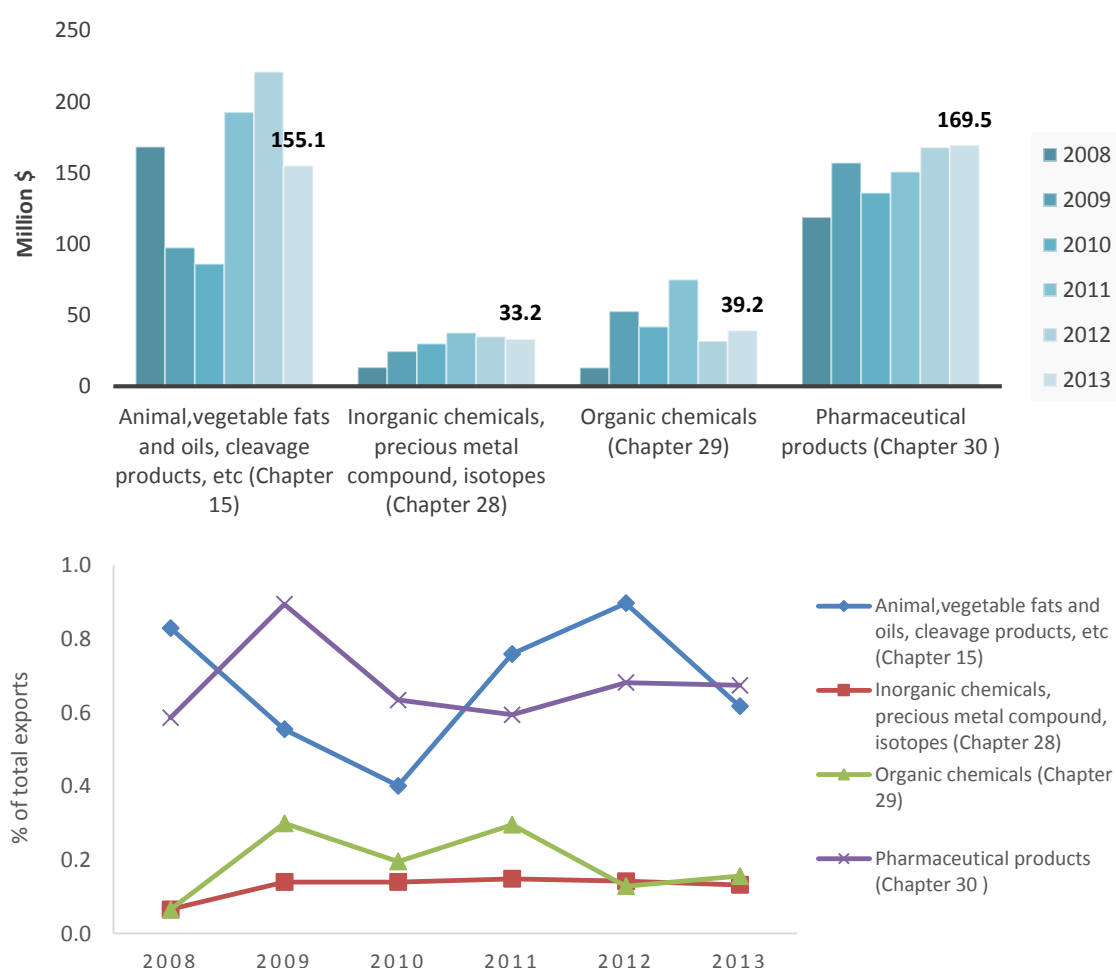 250
200
150
100
50
0
Million $
155.1
33.2
39.2
169.5
2008
2009
2010
2011
2012
2013
Animal,vegetable fats
and oils, cleavage
products, etc (Chapter
15)
Inorganic chemicals,
precious metal
compound, isotopes
(Chapter 28)
Organic chemicals
(Chapter 29)
Pharmaceutical
products (Chapter 30 )
1.0
0.8
0.6
0.4
0.2
0.0
% of total exports
2008
2009
2010
2011
2012
2013
Animal,vegetable fats and
oils, cleavage products, etc
(Chapter 15)
Inorganic chemicals,
precious metal compound,
isotopes (Chapter 28)
Organic chemicals (Chapter
29)
Pharmaceutical products
(Chapter 30 )